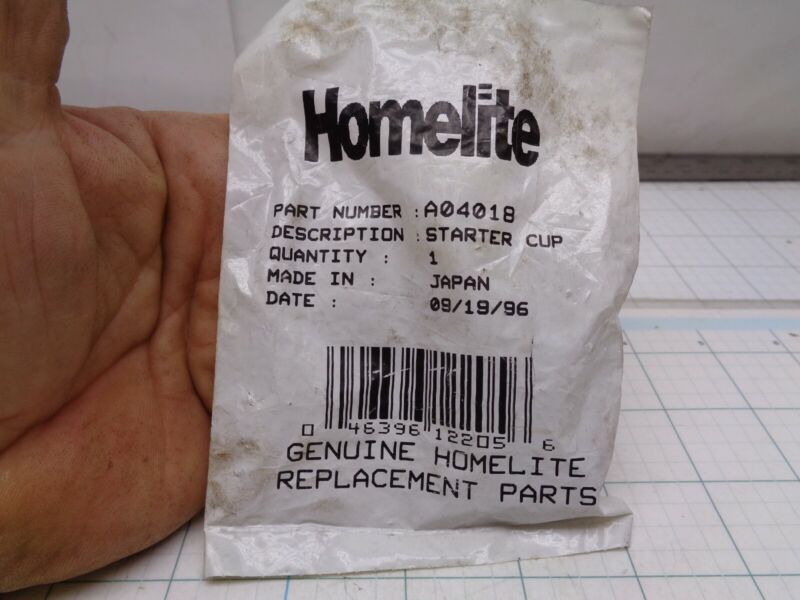 Homelite
PART NUMBER : A04018
DESCRIPTION : STARTER CUP
QUANTITY : 1
MADE IN : JAPAN
DATE : 09/19/96
0 46396 12205 6
GENUINE HOMELITE
REPLACEMENT PARTS